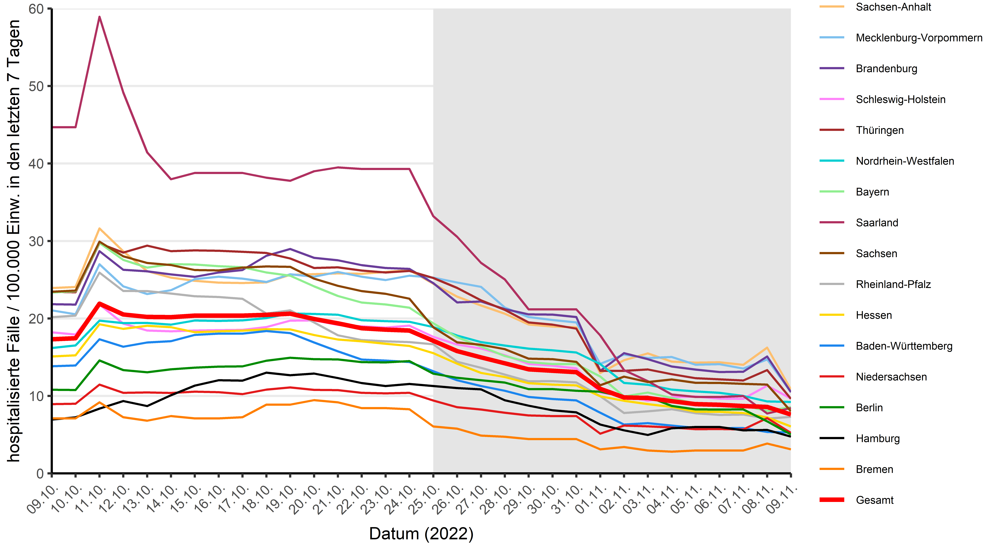 hospitalisierte Fälle / 100.000 Einw. in den letzten 7 Tagen
60
50
40
30
20
10
0
09.10.
10.10.
11.10.
12.10.
13.10.
14.10.
15.10.
16.10.
17.10.
18.10.
19.10.
20.10.
21.10.
22.10.
23.10.
24.10.
25.10.
26.10.
27.10.
28.10.
29.10.
30.10.
31.10.
01.11.
02.11.
03.11.
04.11.
05.11.
06.11.
07.11.
08.11.
09.11.
Datum (2022)
Sachsen-Anhalt
Mecklenburg-Vorpommern
Brandenburg
Schleswig-Holstein
Thüringen
Nordrhein-Westfalen
Bayern
Saarland
Sachsen
Rheinland-Pfalz
Hessen
Baden-Württemberg
Niedersachsen
Berlin
Hamburg
Bremen
Gesamt